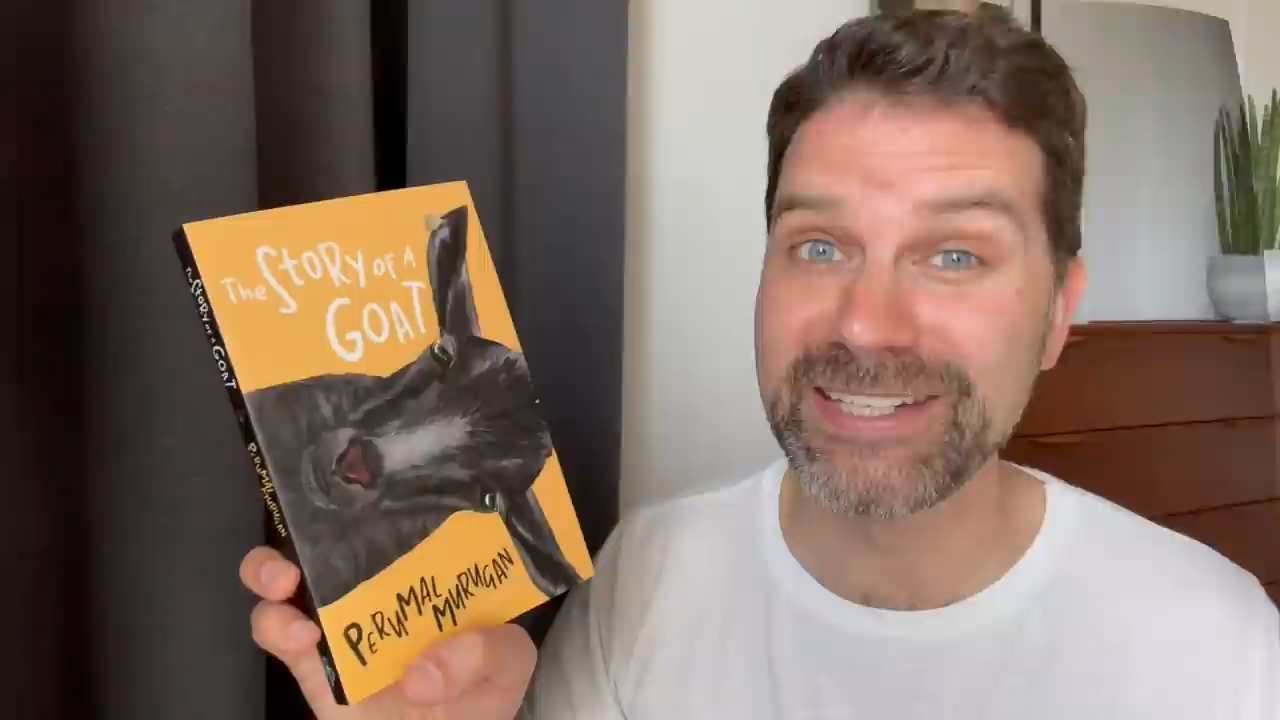 The StoRy OF A
GOAT
PERUMAL
MURUGAN
The StoRy OF A GOAT
PERUMAL MURUGAN